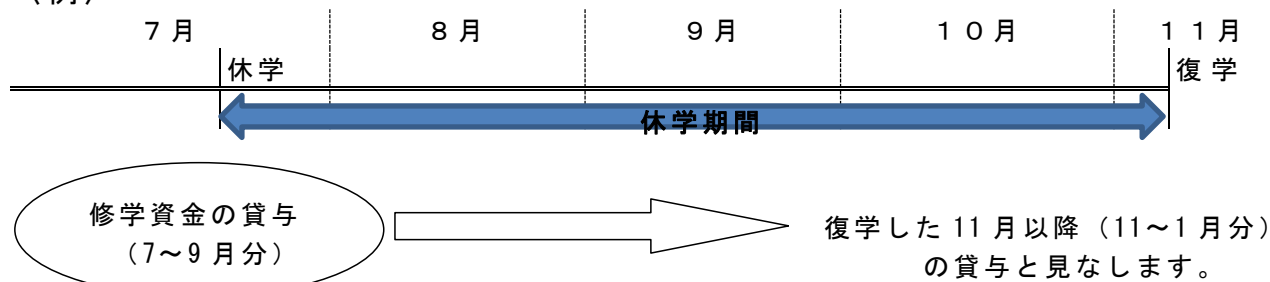 ７月 ８月 ９月 １０月 １１月
休学 復学
休学期間
修学資金の貸与
（7～9月分）
復学した11月以降（11～1月分）
の貸与と見なします。